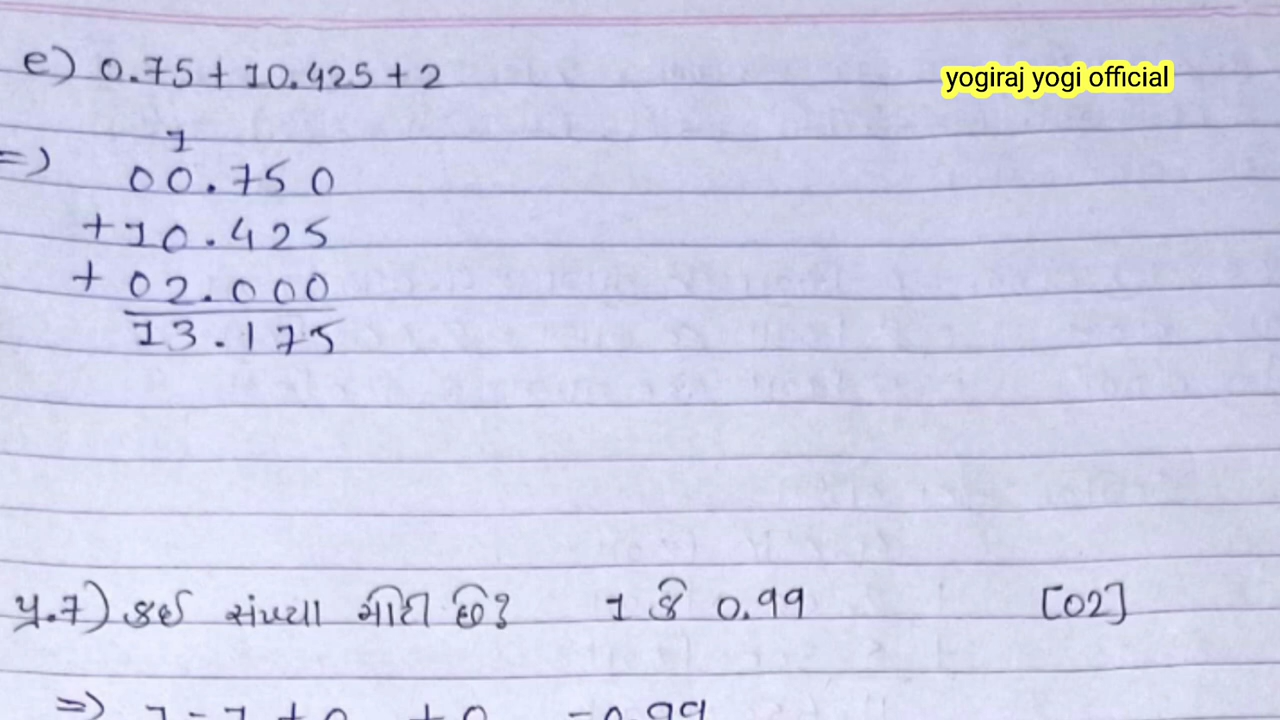 e) 0.75 + 10.425 + 2
yogiraj yogi official
1
=) 00.750
+ 10.425
+ 02.000
13.175
પ્ર.7) કઈ સંખ્યા મોટી છે? 1 કે 0.99 [02]